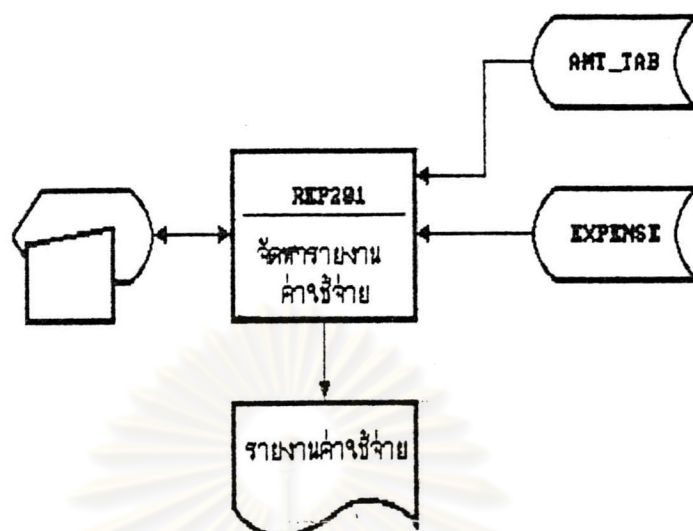 AMT_TAB
REP201
จัดทำรายงาน
ค่าใช้จ่าย
EXPENSE
รายงานค่าใช้จ่าย